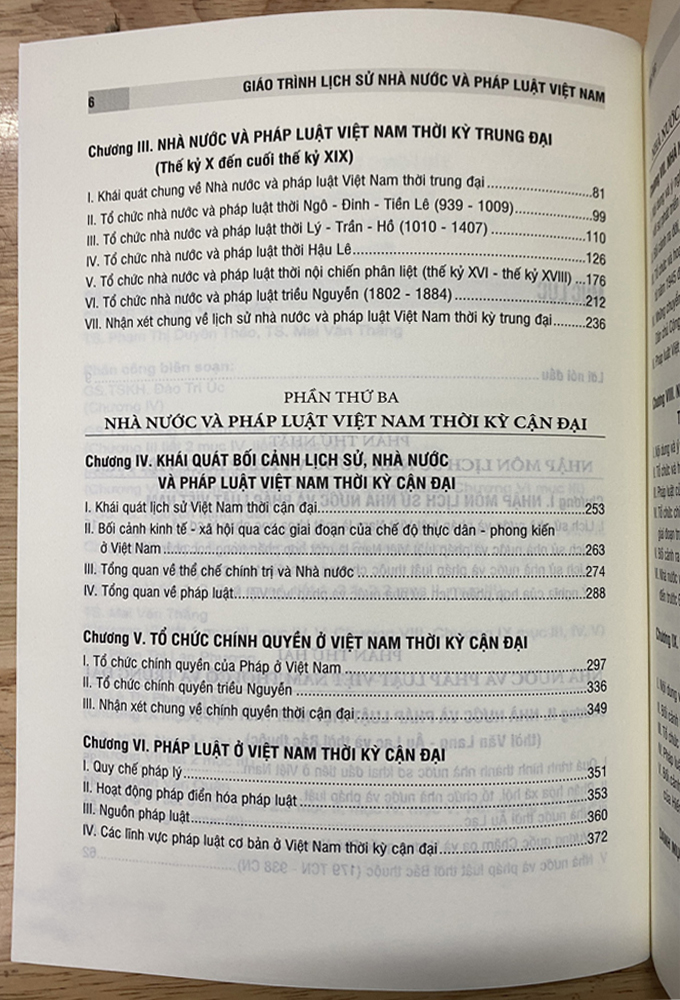 6
GIÁO TRÌNH LỊCH SỬ NHÀ NƯỚC VÀ PHÁP LUẬT VIỆT NAM
Chương III. NHÀ NƯỚC VÀ PHÁP LUẬT VIỆT NAM THỜI KỲ TRUNG ĐẠI
(Thế kỷ X đến cuối thế kỷ XIX)
I. Khái quát chung về Nhà nước và pháp luật Việt Nam thời trung đại.....................81
II. Tổ chức nhà nước và pháp luật thời Ngô - Đinh - Tiền Lê (939 - 1009)..............99
III. Tổ chức nhà nước và pháp luật thời Lý - Trần - Hồ (1010 - 1407)..................110
IV. Tổ chức nhà nước và pháp luật thời Hậu Lê...............................................126
V. Tổ chức nhà nước và pháp luật thời nội chiến phân liệt (thế kỷ XVI - thế kỷ XVIII)...176
VI. Tổ chức nhà nước và pháp luật triều Nguyễn (1802 - 1884)........................212
VII. Nhận xét chung về lịch sử nhà nước và pháp luật Việt Nam thời kỳ trung đại.........236
PHẦN THỨ BA
NHÀ NƯỚC VÀ PHÁP LUẬT VIỆT NAM THỜI KỲ CẬN ĐẠI
Chương IV. KHÁI QUÁT BỐI CẢNH LỊCH SỬ, NHÀ NƯỚC
VÀ PHÁP LUẬT VIỆT NAM THỜI KỲ CẬN ĐẠI
I. Khái quát lịch sử Việt Nam thời cận đại.......................................................253
II. Bối cảnh kinh tế - xã hội qua các giai đoạn của chế độ thực dân - phong kiến
ở Việt Nam...............................................................................................263
III. Tổng quan về thể chế chính trị và Nhà nước..............................................274
IV. Tổng quan về pháp luật...........................................................................288
Chương V. TỔ CHỨC CHÍNH QUYỀN Ở VIỆT NAM THỜI KỲ CẬN ĐẠI
I. Tổ chức chính quyền của Pháp ở Việt Nam.................................................297
II. Tổ chức chính quyền triều Nguyễn............................................................336
III. Nhận xét chung về chính quyền thời cận đại.............................................349
Chương VI. PHÁP LUẬT Ở VIỆT NAM THỜI KỲ CẬN ĐẠI
I. Quy chế pháp lý.......................................................................................351
II. Hoạt động pháp điển hóa pháp luật...........................................................353
III. Nguồn pháp luật.....................................................................................360
IV. Các lĩnh vực pháp luật cơ bản ở Việt Nam thời kỳ cận đại..........................372